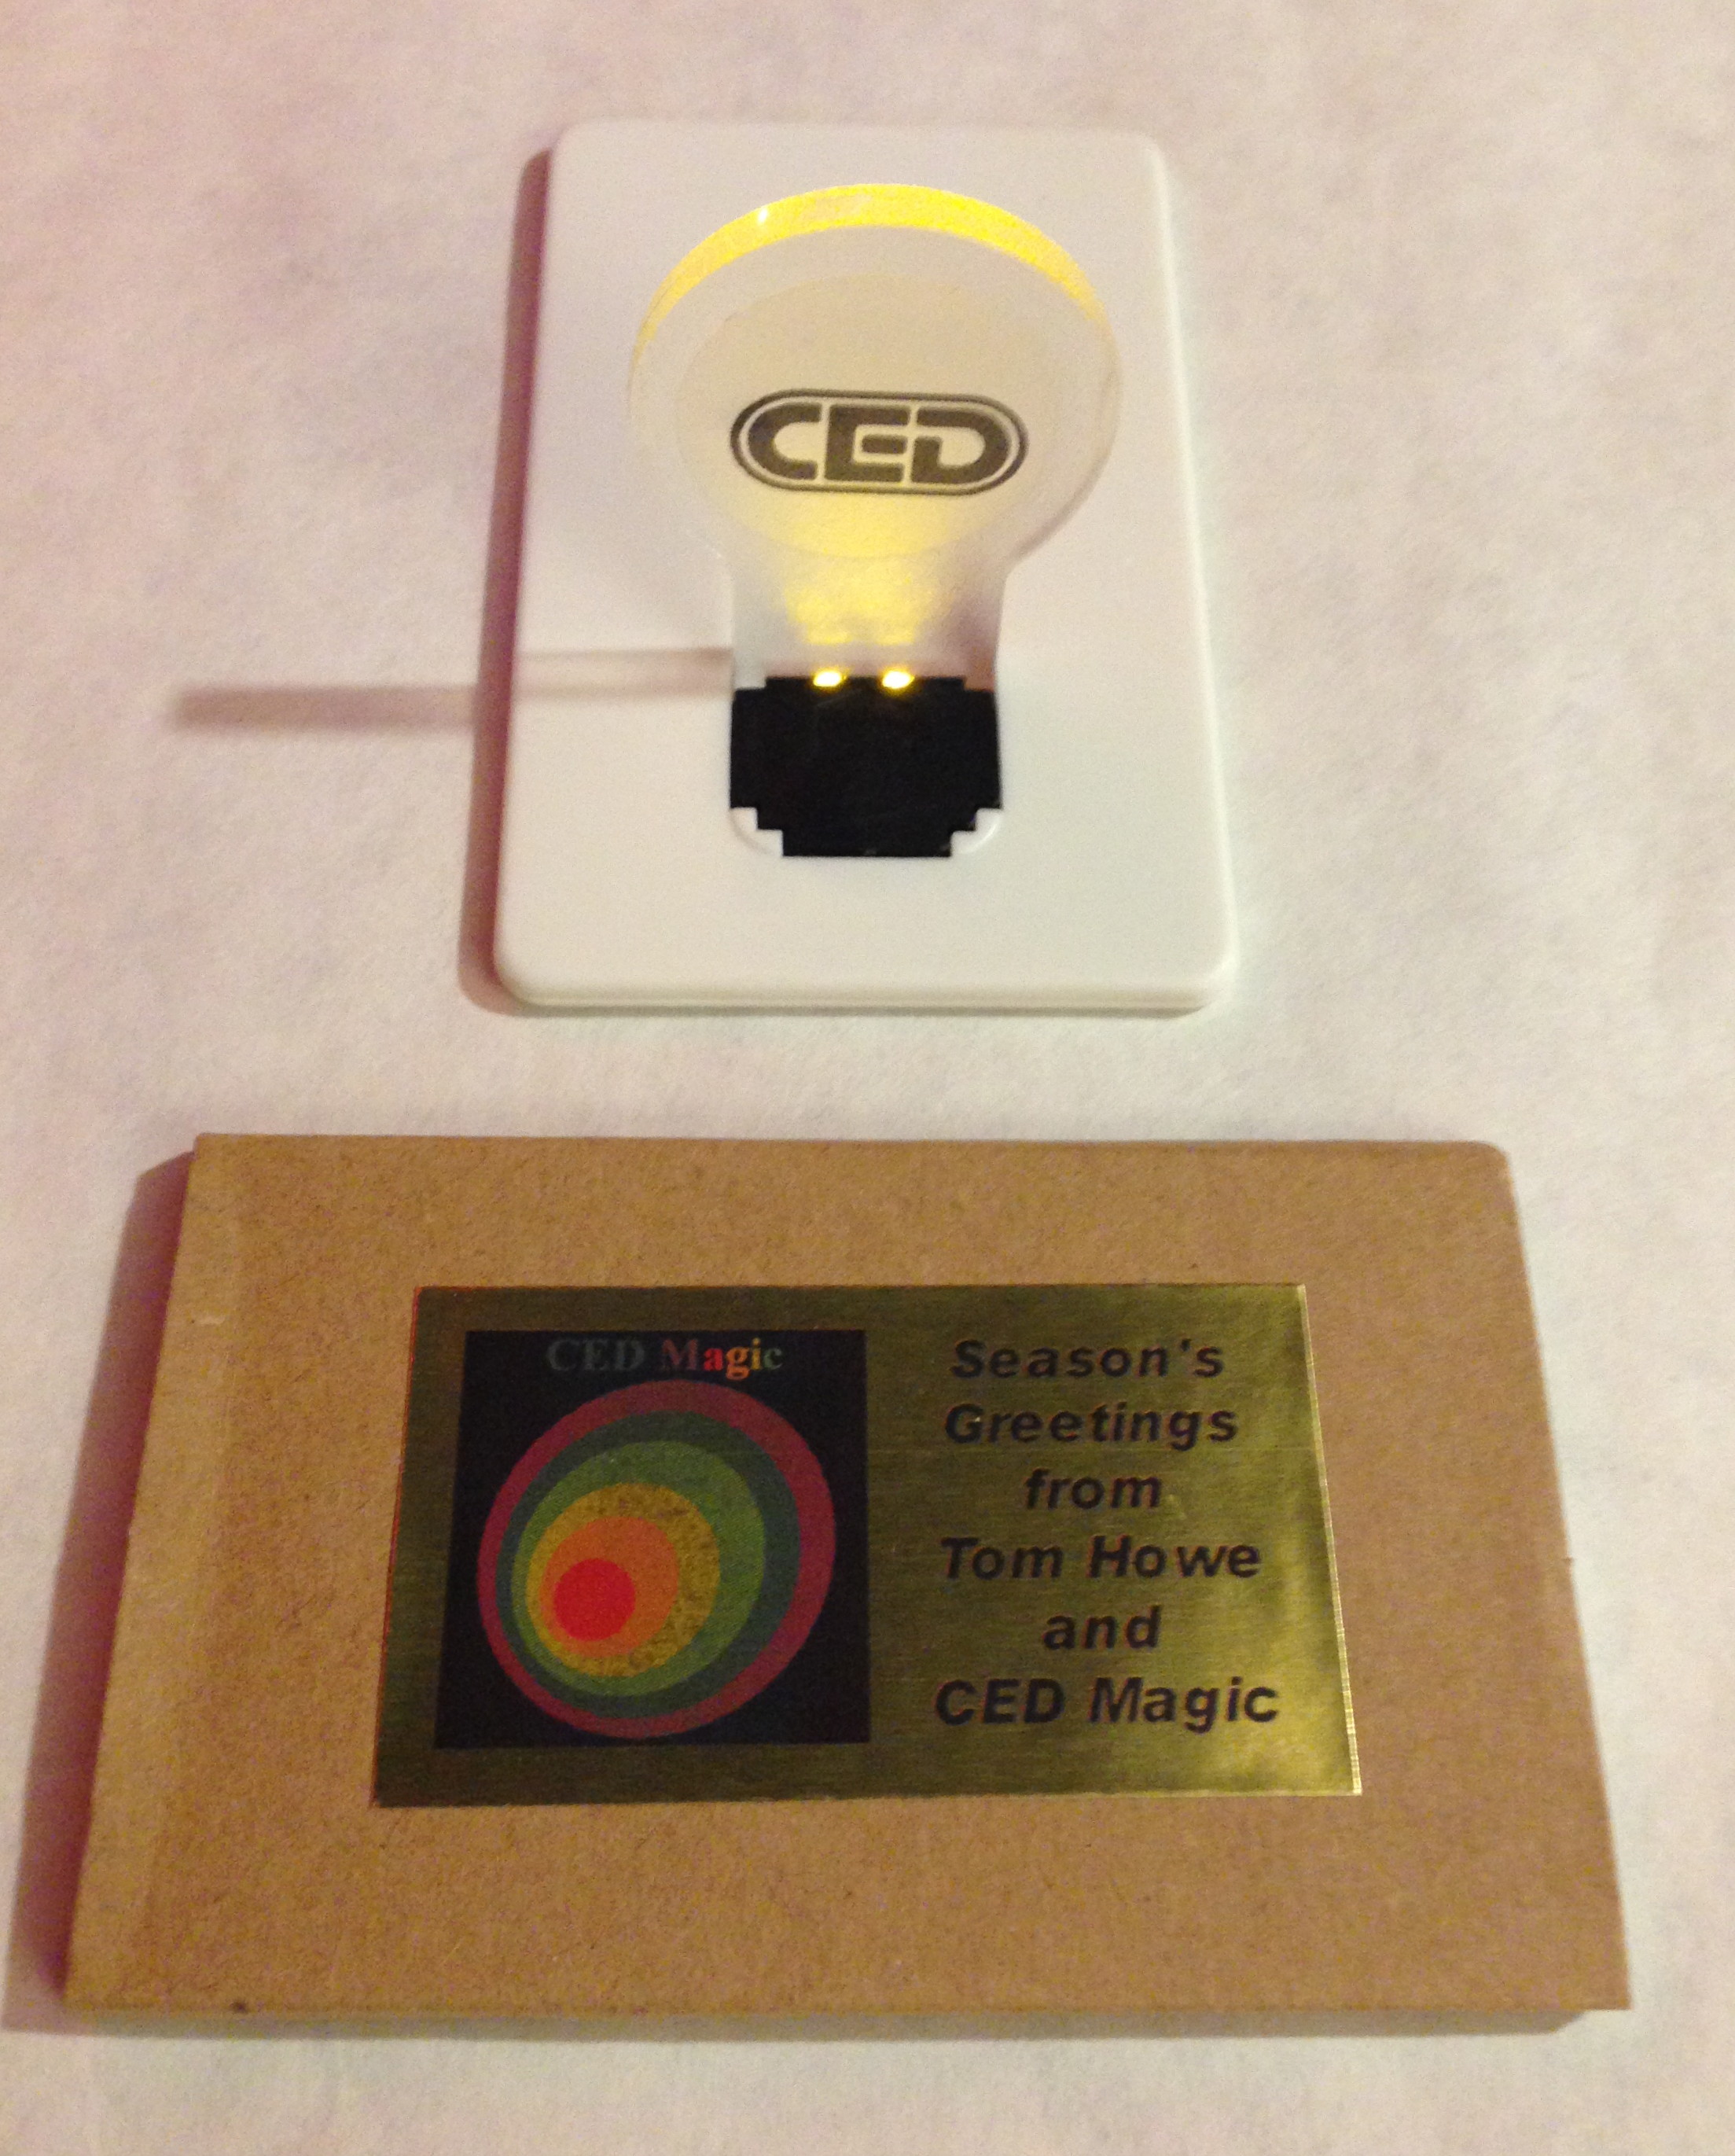 CED
CED Magic
Season's
Greetings
from
Tom Howe
and
CED Magic